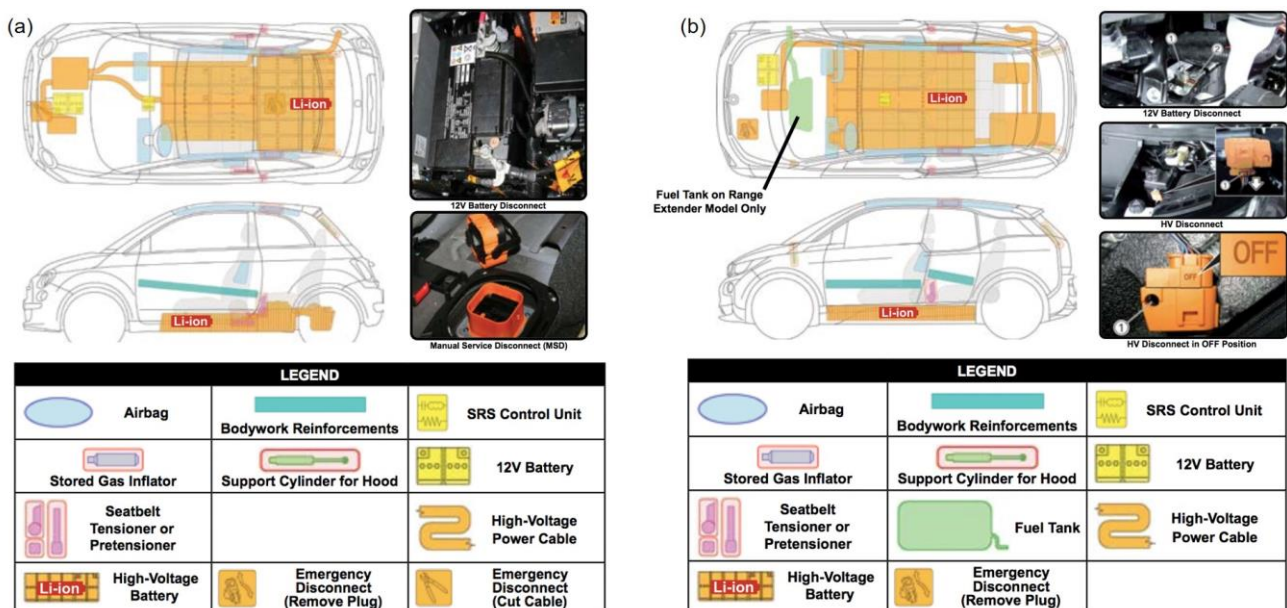 (a)
Li-ion
12V Battery Disconnect
Li-ion
Manual Service Disconnect (MSD)
LEGEND
Airbag
Bodywork Reinforcements
SRS Control Unit
Stored Gas Inflator
Support Cylinder for Hood
12V Battery
Seatbelt
Tensioner or
Pretensioner
High-Voltage
Power Cable
Li-ion
High-Voltage
Battery
Emergency
Disconnect
(Remove Plug)
Emergency
Disconnect
(Cut Cable)
(b)
Li-ion
Fuel Tank on Range
Extender Model Only
1
2
12V Battery Disconnect
1
HV Disconnect
Li-ion
OFF
OFF
1
HV Disconnect in OFF Position
LEGEND
Airbag
Bodywork Reinforcements
SRS Control Unit
Stored Gas Inflator
Support Cylinder for Hood
12V Battery
Seatbelt
Tensioner or
Pretensioner
Fuel Tank
High-Voltage
Power Cable
Li-ion
High-Voltage
Battery
Emergency
Disconnect
(Remove Plug)